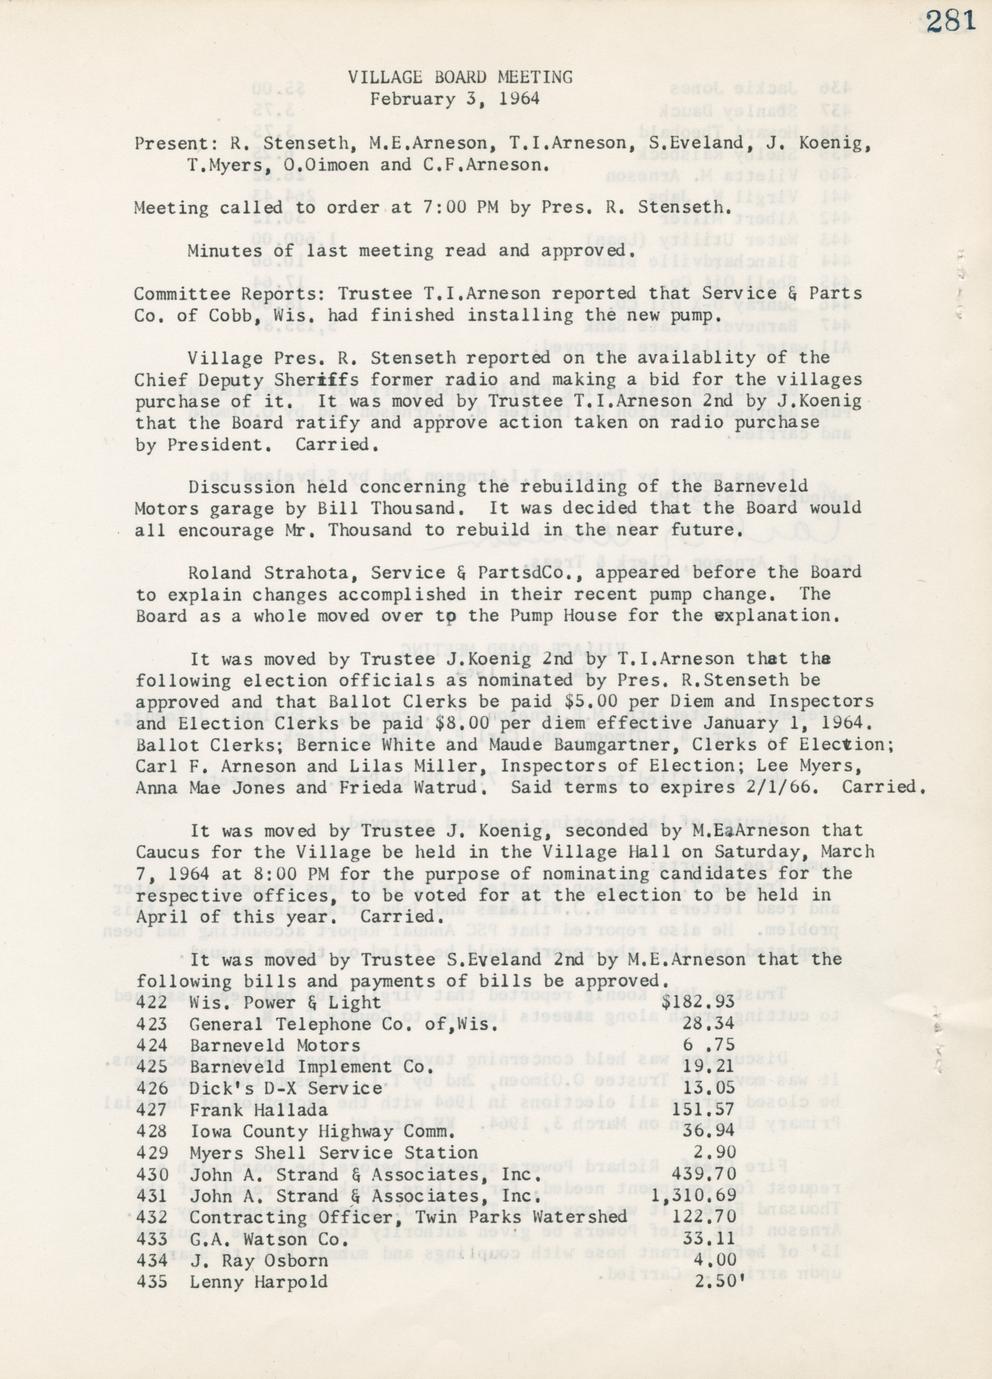 281
VILLAGE BOARD MEETING
February 3, 1964
Present: R. Stenseth, M.E.Arneson, T.I.Arneson, S.Eveland, J. Koenig,
T.Myers, O.Oimoen and C.F.Arneson.
Meeting called to order at 7:00 PM by Pres. R. Stenseth.
Minutes of last meeting read and approved.
Committee Reports: Trustee T.I.Arneson reported that Service & Parts
Co. of Cobb, Wis. had finished installing the new pump.
Village Pres. R. Stenseth reported on the availablity of the
Chief Deputy Sheriffs former radio and making a bid for the villages
purchase of it. It was moved by Trustee T.I.Arneson 2nd by J.Koenig
that the Board ratify and approve action taken on radio purchase
by President. Carried.
Discussion held concerning the rebuilding of the Barneveld
Motors garage by Bill Thousand. It was decided that the Board would
all encourage Mr. Thousand to rebuild in the near future.
Roland Strahota, Service & PartsdCo., appeared before the Board
to explain changes accomplished in their recent pump change. The
Board as a whole moved over to the Pump House for the explanation.
It was moved by Trustee J.Koenig 2nd by T.I.Arneson that the
following election officials as nominated by Pres. R.Stenseth be
approved and that Ballot Clerks be paid $5.00 per Diem and Inspectors
and Election Clerks be paid $8.00 per diem effective January 1, 1964.
Ballot Clerks; Bernice White and Maude Baumgartner, Clerks of Election;
Carl F. Arneson and Lilas Miller, Inspectors of Election; Lee Myers,
Anna Mae Jones and Frieda Watrud. Said terms to expires 2/1/66. Carried.
It was moved by Trustee J. Koenig, seconded by M.EaArneson that
Caucus for the Village be held in the Village Hall on Saturday, March
7, 1964 at 8:00 PM for the purpose of nominating candidates for the
respective offices, to be voted for at the election to be held in
April of this year. Carried.
It was moved by Trustee S.Eveland 2nd by M.E.Arneson that the
following bills and payments of bills be approved.
422 Wis. Power & Light $182.93
423 General Telephone Co. of,Wis. 28.34
424 Barneveld Motors 6 .75
425 Barneveld Implement Co. 19.21
426 Dick's D-X Service 13.05
427 Frank Hallada 151.57
428 Iowa County Highway Comm. 36.94
429 Myers Shell Service Station 2.90
430 John A. Strand & Associates, Inc. 439.70
431 John A. Strand & Associates, Inc. 1,310.69
432 Contracting Officer, Twin Parks Watershed 122.70
433 G.A. Watson Co. 33.11
434 J. Ray Osborn 4.00
435 Lenny Harpold 2.50'